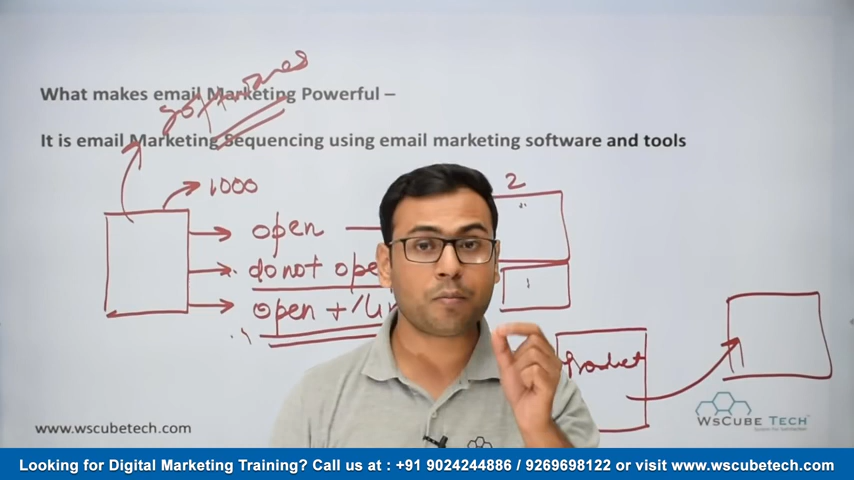 What makes email Marketing Powerful –
softwares
It is email Marketing Sequencing using email marketing software and tools
1000
2
open
do not ope
1
open +
Product
www.wscubetech.com
WsCube Tech
Looking for Digital Marketing Training? Call us at : +91 9024244886 / 9269698122 or visit www.wscubetech.com